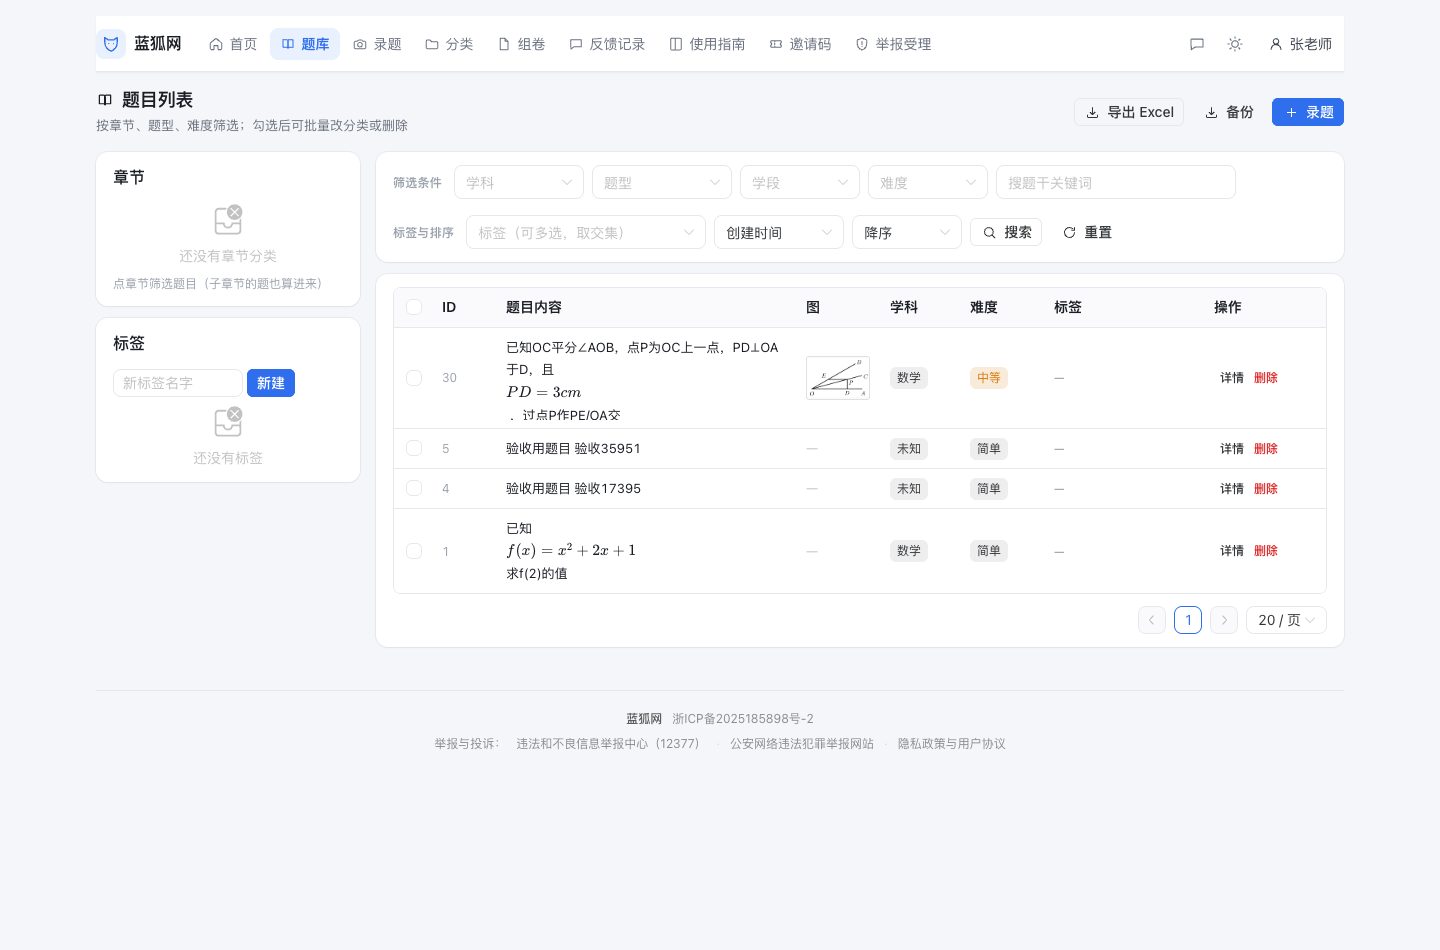 蓝狐网 首页 题库 录题 分类 组卷 反馈记录 使用指南 邀请码 举报受理 张老师
题目列表
按章节、题型、难度筛选；勾选后可批量改分类或删除
导出 Excel 备份 录题
章节
还没有章节分类
点章节筛选题目（子章节的题也算进来）
标签
新标签名字 新建
还没有标签
筛选条件 学科 题型 学段 难度 搜题干关键词
标签与排序 标签（可多选，取交集） 创建时间 降序 搜索 重置
ID 题目内容 图 学科 难度 标签 操作
30 已知OC平分∠AOB，点P为OC上一点，PD⊥OA
于D，且
PD = 3cm
．过点P作PE/OA交
B
E C
P
O D A
数学 中等 — 详情 删除
5 验收用题目 验收35951 — 未知 简单 — 详情 删除
4 验收用题目 验收17395 — 未知 简单 — 详情 删除
1 已知
f(x) = x² + 2x + 1
求f(2)的值
— 数学 简单 — 详情 删除
1 20 / 页
蓝狐网 浙ICP备2025185898号-2
举报与投诉： 违法和不良信息举报中心（12377） · 公安网络违法犯罪举报网站 · 隐私政策与用户协议